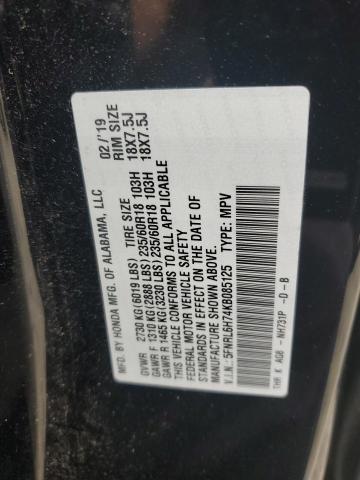 MFD. BY HONDA MFG. OF ALABAMA, LLC 02/'19
TIRE SIZE RIM SIZE
GVWR 2730 KG(6019 LBS)
GAWR F 1310 KG(2888 LBS) 235/60R18 103H 18X7.5J
GAWR R 1465 KG(3230 LBS) 235/60R18 103H 18X7.5J
THIS VEHICLE CONFORMS TO ALL APPLICABLE
FEDERAL MOTOR VEHICLE SAFETY
STANDARDS IN EFFECT ON THE DATE OF
MANUFACTURE SHOWN ABOVE.
V.I.N.:5FNRL6H74KB085125 TYPE: MPV
THR K AG8 -NH731P -D -B